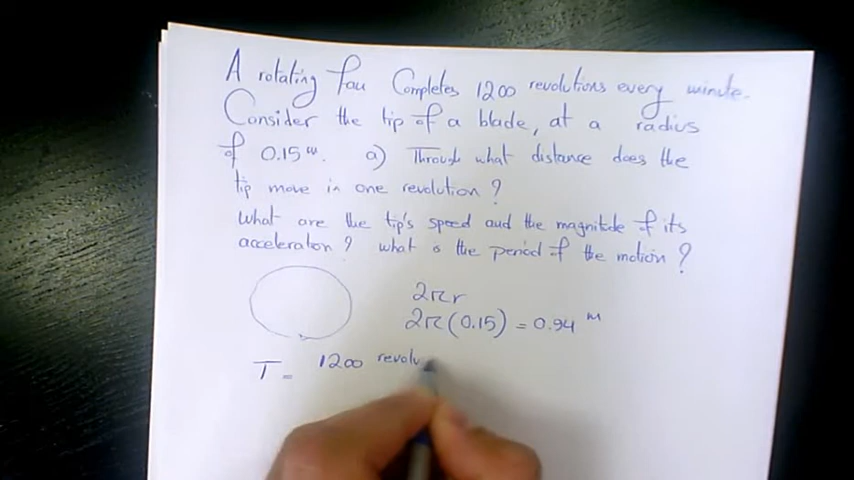 A rotating fan Completes 1200 revolutions every minute.
Consider the tip of a blade, at a radius
of 0.15 m. a) Through what distance does the
tip move in one revolution?
What are the tip's speed and the magnitude of its
acceleration? what is the period of the motion?
2πr
2π(0.15) = 0.94 m
T = 1200 revolu